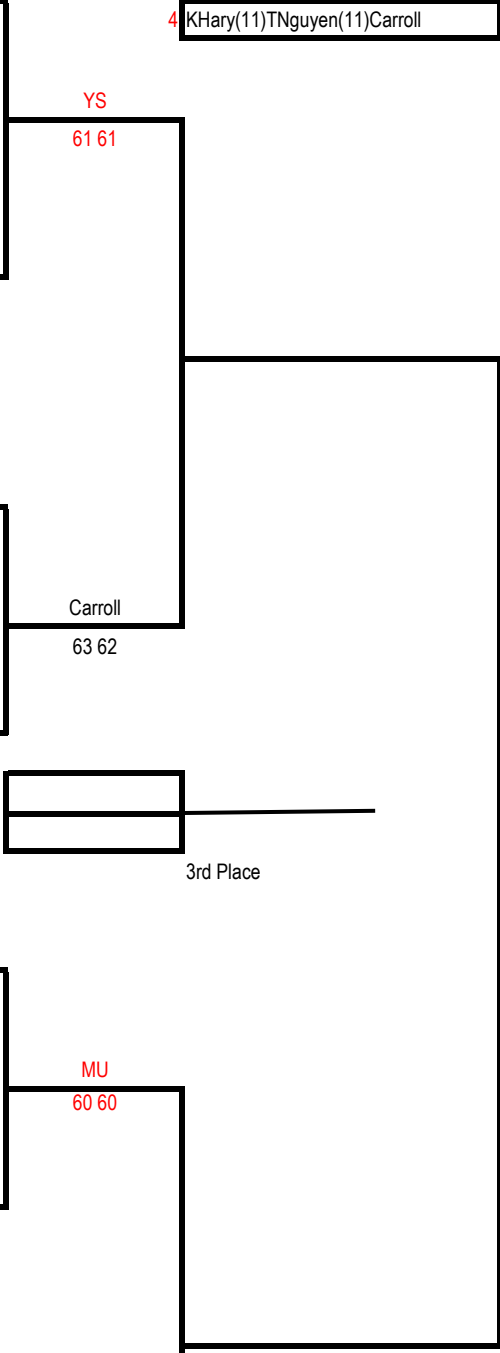 4 KHary(11)TNguyen(11)Carroll
YS
61 61
Carroll
63 62
3rd Place
MU
60 60